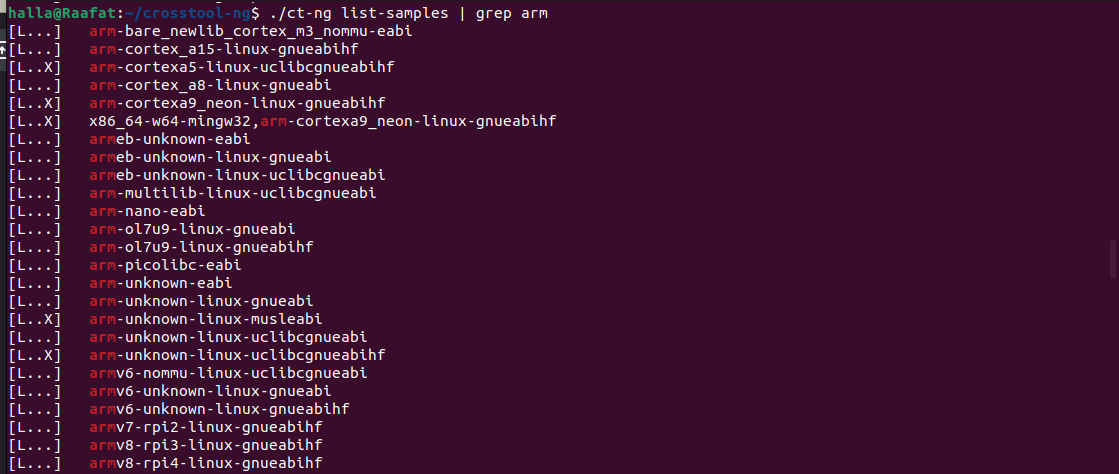 halla@Raafat:~/crosstool-ng$ ./ct-ng list-samples | grep arm
[L...]   arm-bare_newlib_cortex_m3_nommu-eabi
[L...]   arm-cortex_a15-linux-gnueabihf
[L..X]   arm-cortexa5-linux-uclibcgnueabihf
[L...]   arm-cortex_a8-linux-gnueabi
[L..X]   arm-cortexa9_neon-linux-gnueabihf
[L..X]   x86_64-w64-mingw32,arm-cortexa9_neon-linux-gnueabihf
[L...]   armeb-unknown-eabi
[L...]   armeb-unknown-linux-gnueabi
[L...]   armeb-unknown-linux-uclibcgnueabi
[L...]   arm-multilib-linux-uclibcgnueabi
[L...]   arm-nano-eabi
[L...]   arm-ol7u9-linux-gnueabi
[L...]   arm-ol7u9-linux-gnueabihf
[L...]   arm-picolibc-eabi
[L...]   arm-unknown-eabi
[L...]   arm-unknown-linux-gnueabi
[L..X]   arm-unknown-linux-musleabi
[L...]   arm-unknown-linux-uclibcgnueabi
[L..X]   arm-unknown-linux-uclibcgnueabihf
[L...]   armv6-nommu-linux-uclibcgnueabi
[L...]   armv6-unknown-linux-gnueabi
[L...]   armv6-unknown-linux-gnueabihf
[L...]   armv7-rpi2-linux-gnueabihf
[L...]   armv8-rpi3-linux-gnueabihf
[L...]   armv8-rpi4-linux-gnueabihf